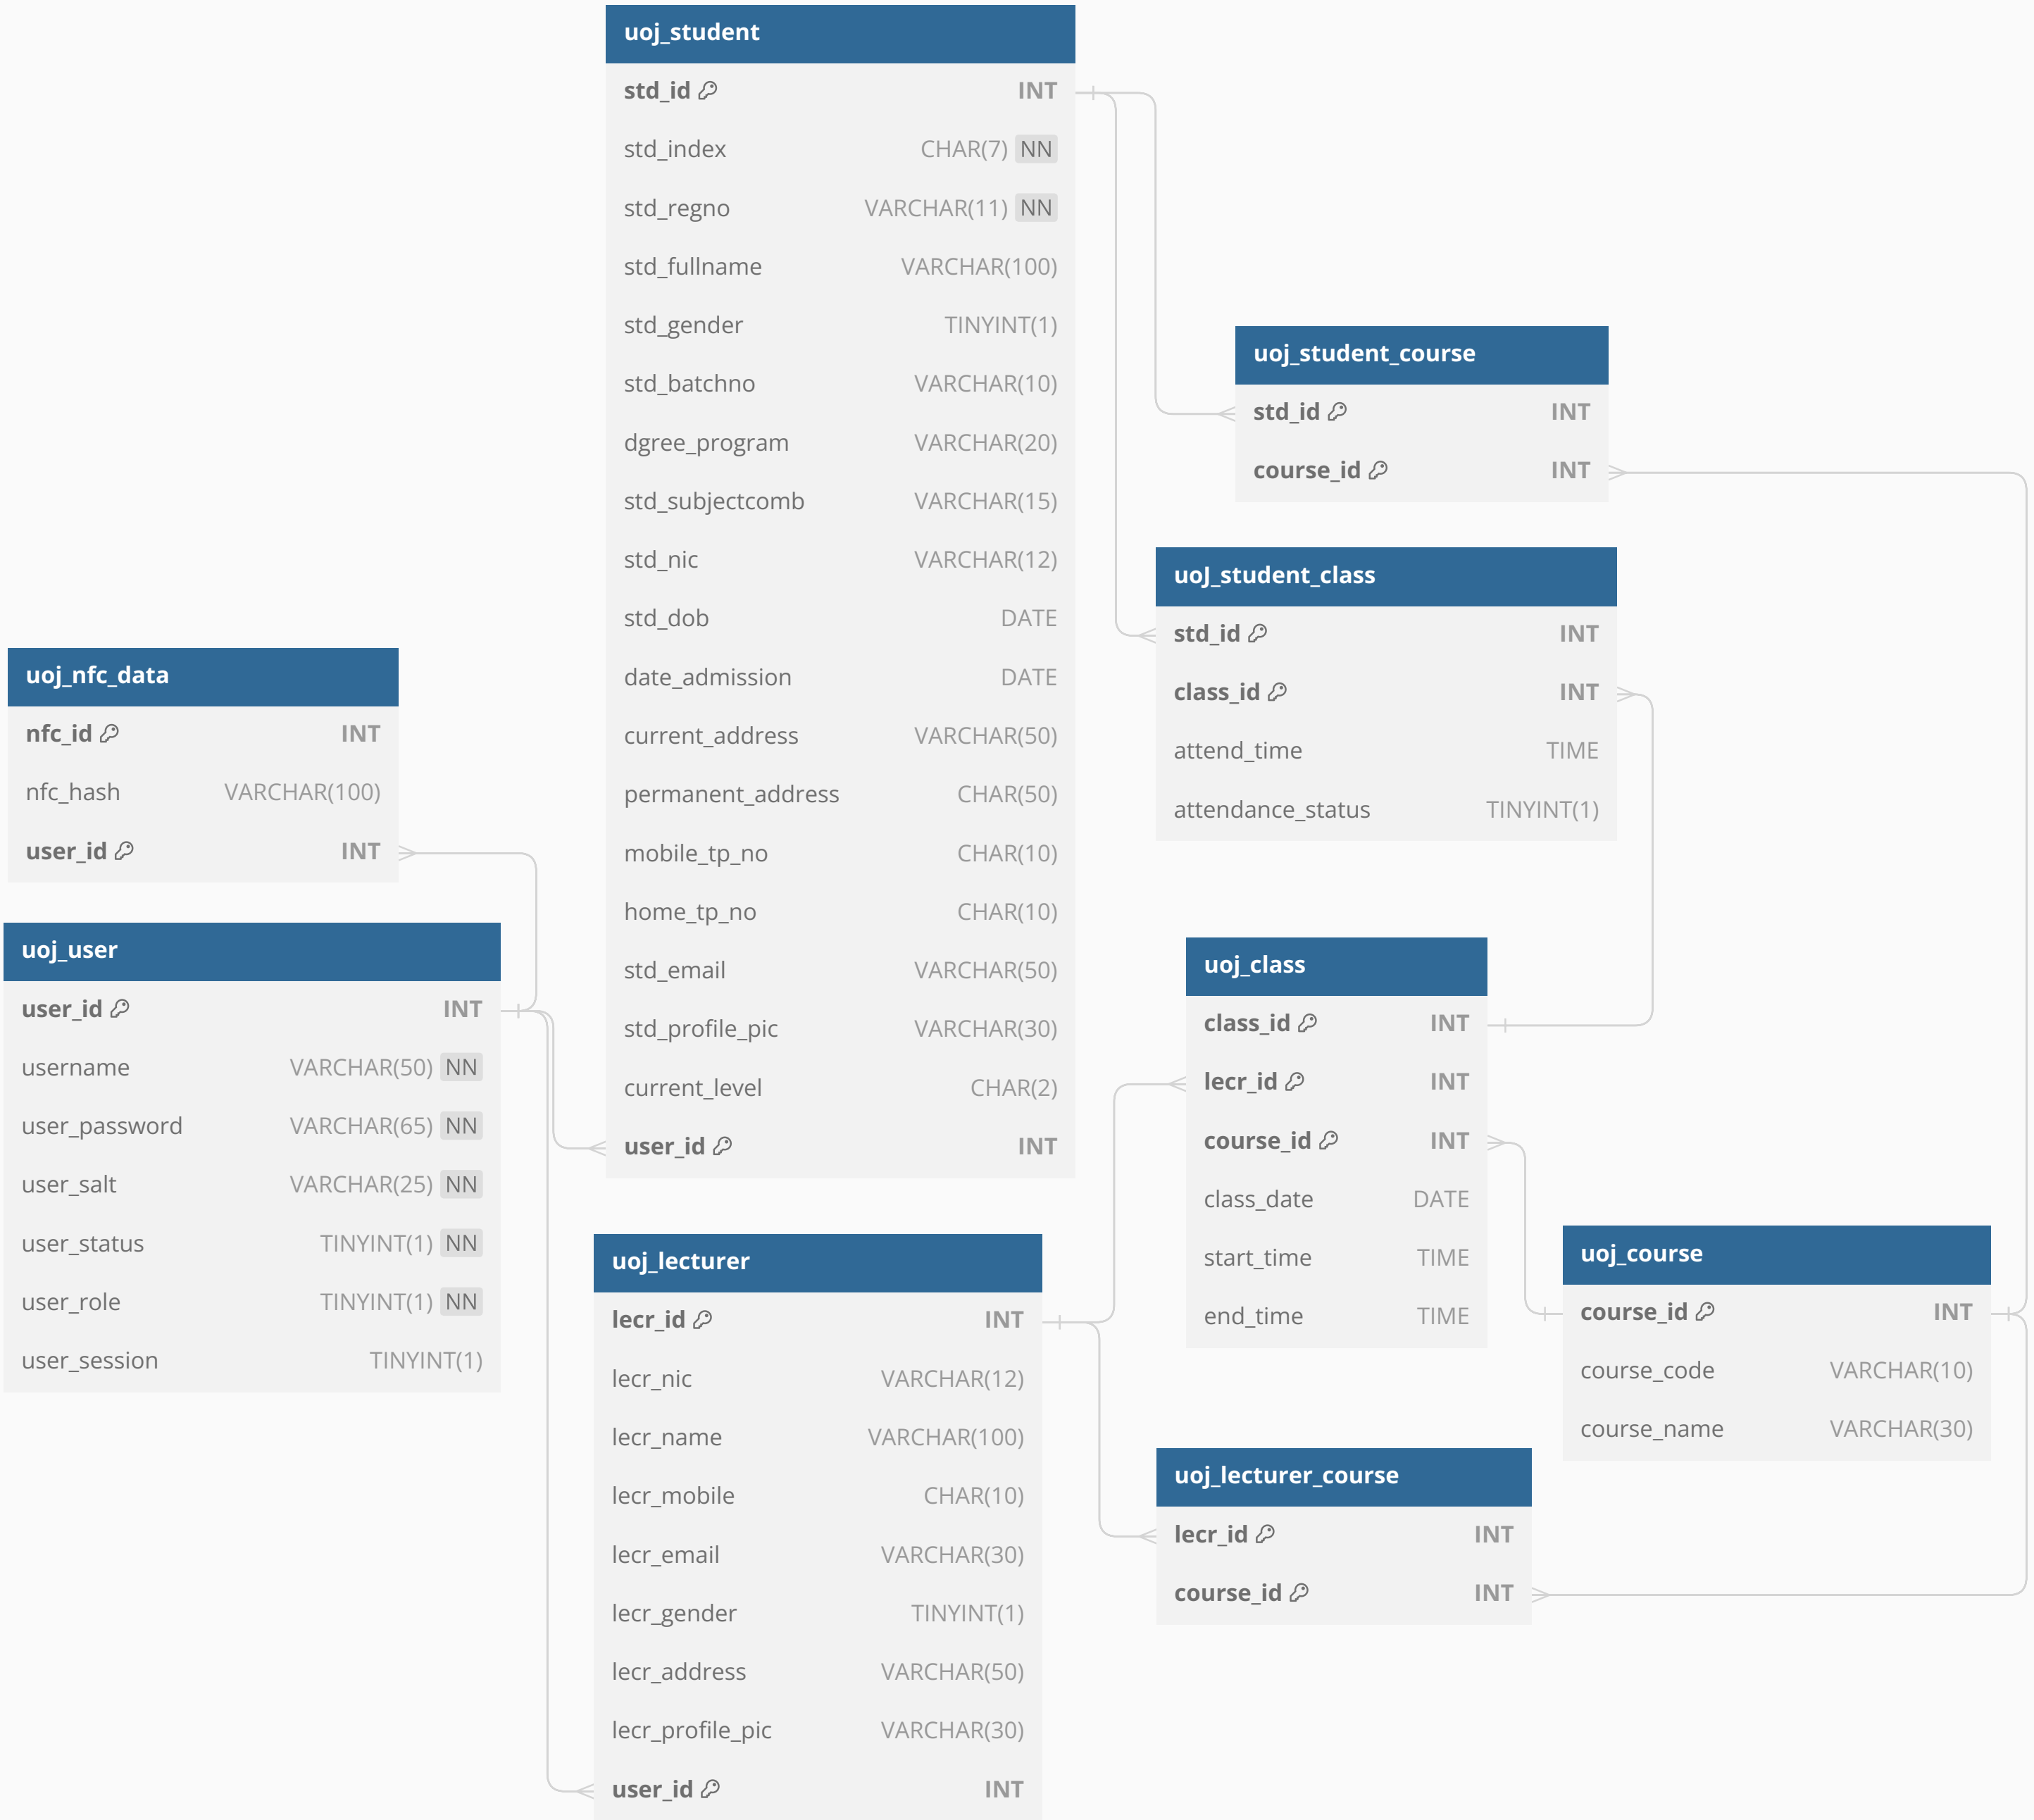 uoj_student
std_id INT
std_index CHAR(7) NN
std_regno VARCHAR(11) NN
std_fullname VARCHAR(100)
std_gender TINYINT(1)
std_batchno VARCHAR(10)
dgree_program VARCHAR(20)
std_subjectcomb VARCHAR(15)
std_nic VARCHAR(12)
std_dob DATE
date_admission DATE
current_address VARCHAR(50)
permanent_address CHAR(50)
mobile_tp_no CHAR(10)
home_tp_no CHAR(10)
std_email VARCHAR(50)
std_profile_pic VARCHAR(30)
current_level CHAR(2)
user_id INT
uoj_student_course
std_id INT
course_id INT
uoJ_student_class
std_id INT
class_id INT
attend_time TIME
attendance_status TINYINT(1)
uoj_nfc_data
nfc_id INT
nfc_hash VARCHAR(100)
user_id INT
uoj_user
user_id INT
username VARCHAR(50) NN
user_password VARCHAR(65) NN
user_salt VARCHAR(25) NN
user_status TINYINT(1) NN
user_role TINYINT(1) NN
user_session TINYINT(1)
uoj_class
class_id INT
lecr_id INT
course_id INT
class_date DATE
start_time TIME
end_time TIME
uoj_course
course_id INT
course_code VARCHAR(10)
course_name VARCHAR(30)
uoj_lecturer
lecr_id INT
lecr_nic VARCHAR(12)
lecr_name VARCHAR(100)
lecr_mobile CHAR(10)
lecr_email VARCHAR(30)
lecr_gender TINYINT(1)
lecr_address VARCHAR(50)
lecr_profile_pic VARCHAR(30)
user_id INT
uoj_lecturer_course
lecr_id INT
course_id INT